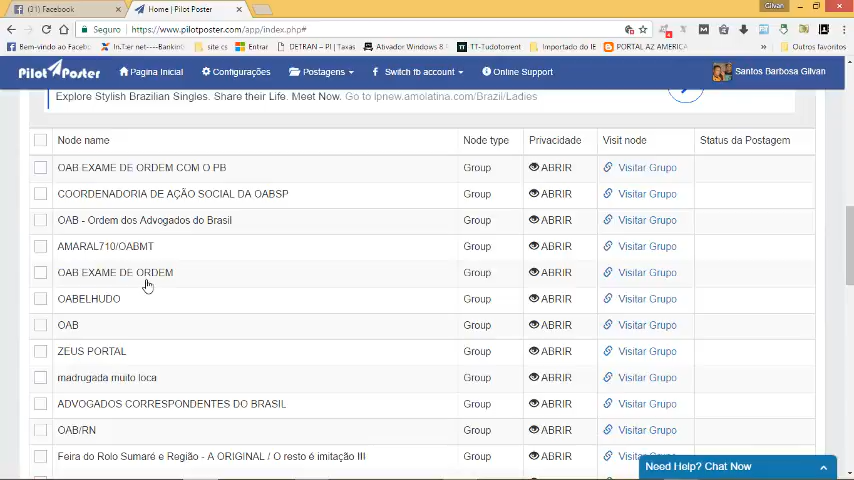 (21) Facebook
Home | Pilot Poster
Gilvan
Seguro
https://www.pilotposter.com/app/index.php#
Bem-vindo ao Facebo
site cs
Entrar
DETRAN – PI | Taxas
Ativador Windows 8 /
TT-Tudotorrent
Importado do IE
PORTAL AZ AMERICA
»
Outros favoritos
Pil•t P•ster
Pagina Inicial
Configurações
Postagens
Switch fb account
Online Support
Santos Barbosa Gilvan
Explore Stylish Brazilian Singles. Share their Life. Meet Now. Go to lpnew.amolatina.com/Brazil/Ladies
Node name Node type Privacidade Visit node Status da Postagem
OAB EXAME DE ORDEM COM O PB Group ABRIR Visitar Grupo
COORDENADORIA DE AÇÃO SOCIAL DA OABSP Group ABRIR Visitar Grupo
OAB - Ordem dos Advogados do Brasil Group ABRIR Visitar Grupo
AMARAL710/OABMT Group ABRIR Visitar Grupo
OAB EXAME DE ORDEM Group ABRIR Visitar Grupo
OABELHUDO Group ABRIR Visitar Grupo
OAB Group ABRIR Visitar Grupo
ZEUS PORTAL Group ABRIR Visitar Grupo
madrugada muito loca Group ABRIR Visitar Grupo
ADVOGADOS CORRESPONDENTES DO BRASIL Group ABRIR Visitar Grupo
OAB/RN Group ABRIR Visitar Grupo
Feira do Rolo Sumaré e Região - A ORIGINAL / O resto é imitação !!! Group ABRIR
Need Help? Chat Now